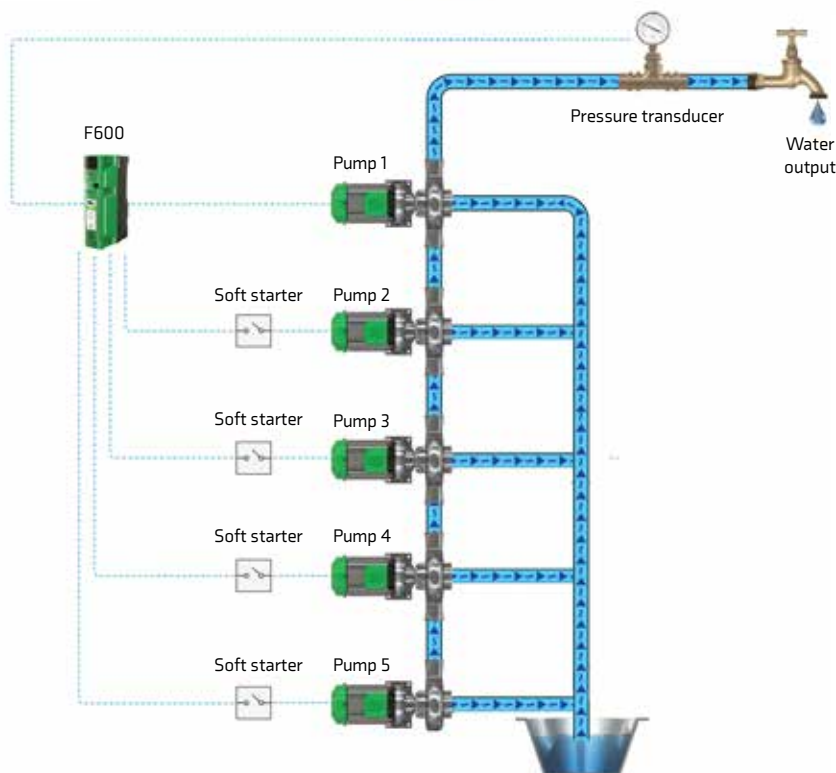 Pressure transducer
Water
output
F600
Pump 1
Soft starter
Pump 2
Soft starter
Pump 3
Soft starter
Pump 4
Soft starter
Pump 5